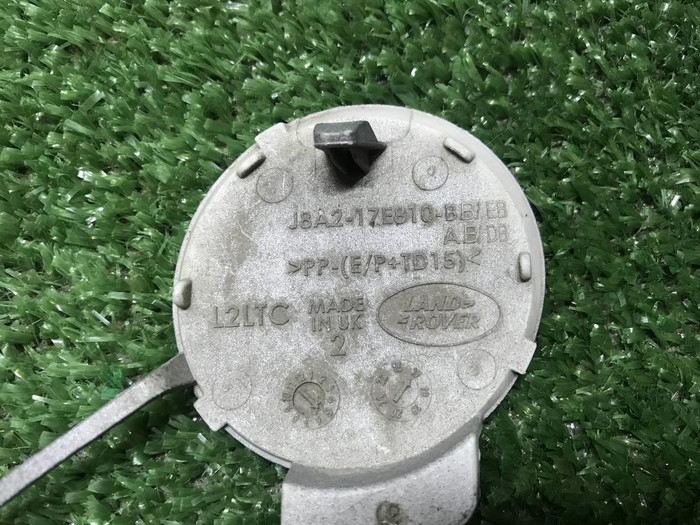 J8A2-17E810-BB/EB
AB/DB
>PP-(E/P+TD15)<
L2LTC
MADE
IN UK
2
LAND-
-ROVER